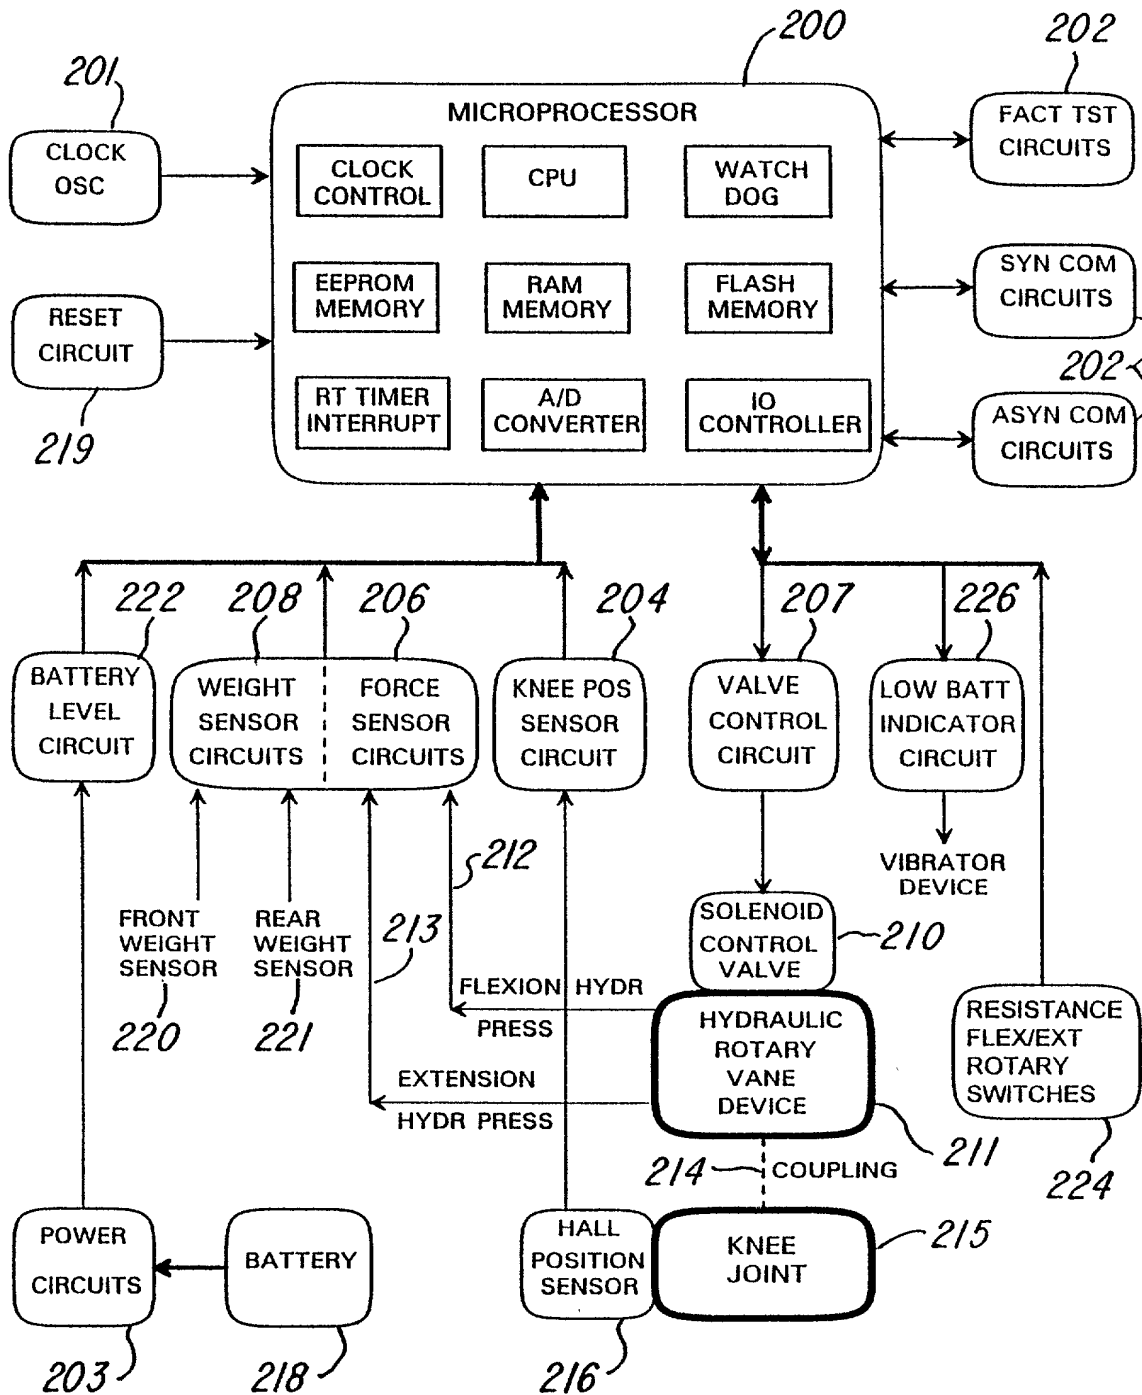 200
202
201
MICROPROCESSOR
CLOCK
OSC
CLOCK
CONTROL
CPU
WATCH
DOG
FACT TST
CIRCUITS
EEPROM
MEMORY
RAM
MEMORY
FLASH
MEMORY
SYN COM
CIRCUITS
RESET
CIRCUIT
219
202
RT TIMER
INTERRUPT
A/D
CONVERTER
IO
CONTROLLER
ASYN COM
CIRCUITS
222
208
206
204
207
226
BATTERY
LEVEL
CIRCUIT
WEIGHT
SENSOR
CIRCUITS
FORCE
SENSOR
CIRCUITS
KNEE POS
SENSOR
CIRCUIT
VALVE
CONTROL
CIRCUIT
LOW BATT
INDICATOR
CIRCUIT
VIBRATOR
DEVICE
212
213
FRONT
WEIGHT
SENSOR
220
REAR
WEIGHT
SENSOR
221
SOLENOID
CONTROL
VALVE
210
FLEXION HYDR
PRESS
EXTENSION
HYDR PRESS
HYDRAULIC
ROTARY
VANE
DEVICE
211
RESISTANCE
FLEX/EXT
ROTARY
SWITCHES
224
214
COUPLING
POWER
CIRCUITS
203
BATTERY
218
HALL
POSITION
SENSOR
216
KNEE
JOINT
215